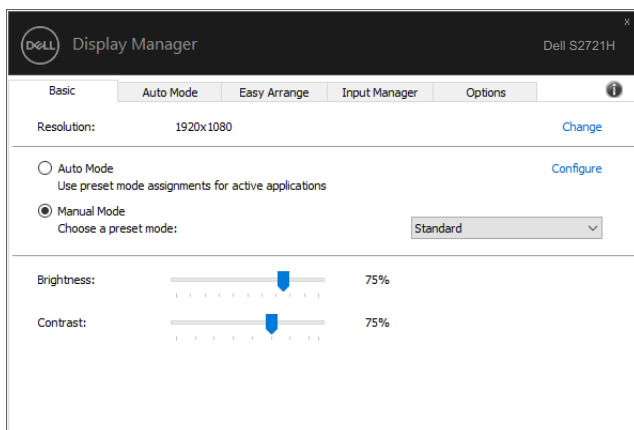 x
DELL Display Manager Dell S2721H
Basic Auto Mode Easy Arrange Input Manager Options i
Resolution: 1920x1080 Change
Auto Mode Configure
Use preset mode assignments for active applications
Manual Mode
Choose a preset mode: Standard
Brightness: 75%
Contrast: 75%